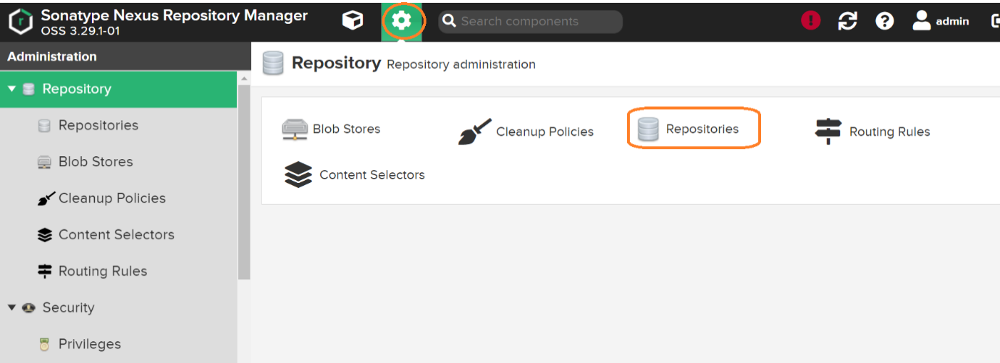 Sonatype Nexus Repository Manager
OSS 3.29.1-01
Search components
admin
Administration
Repository
Repositories
Blob Stores
Cleanup Policies
Content Selectors
Routing Rules
Security
Privileges
Repository Repository administration
Blob Stores
Cleanup Policies
Repositories
Routing Rules
Content Selectors